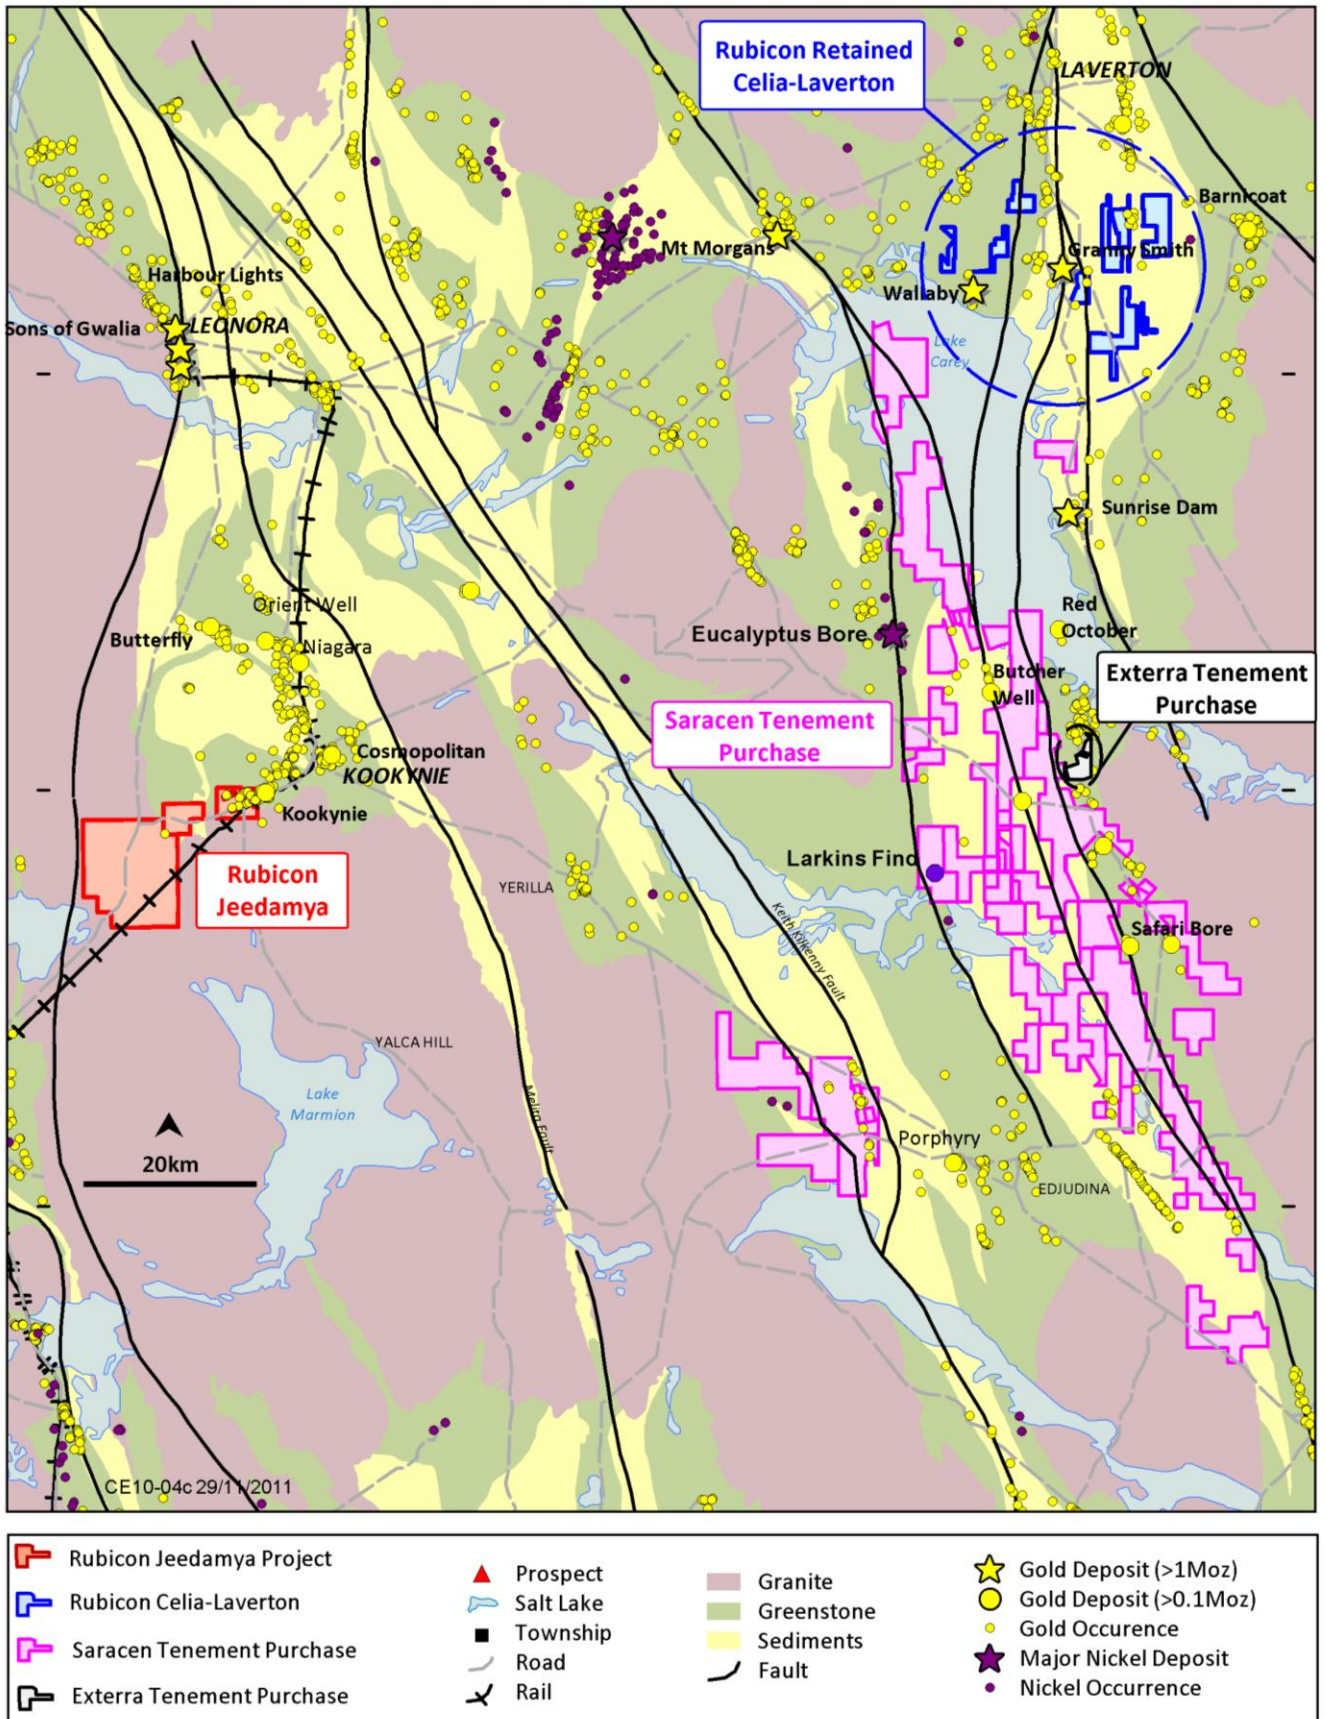 Rubicon Retained
Celia-Laverton
LAVERTON
Barnicoat
Mt Morgans
Granny Smith
Harbour Lights
Wallaby
Sons of Gwalia
LEONORA
Lake
Carey
Sunrise Dam
Orient Well
Red
October
Butterfly
Eucalyptus Bore
Niagara
Butcher
Well
Exterra Tenement
Purchase
Saracen Tenement
Purchase
Cosmopolitan
KOOKYNIE
Kookynie
Larkins Find
Rubicon
Jeedamya
YERILLA
Keith Kilkenny Fault
Safari Bore
YALCA HILL
Lake
Marmion
Melita Fault
20km
Porphyry
EDJUDINA
CE10-04c 29/11/2011
Rubicon Jeedamya Project
Rubicon Celia-Laverton
Saracen Tenement Purchase
Exterra Tenement Purchase
Prospect
Salt Lake
Township
Road
Rail
Granite
Greenstone
Sediments
Fault
Gold Deposit (>1Moz)
Gold Deposit (>0.1Moz)
Gold Occurence
Major Nickel Deposit
Nickel Occurrence